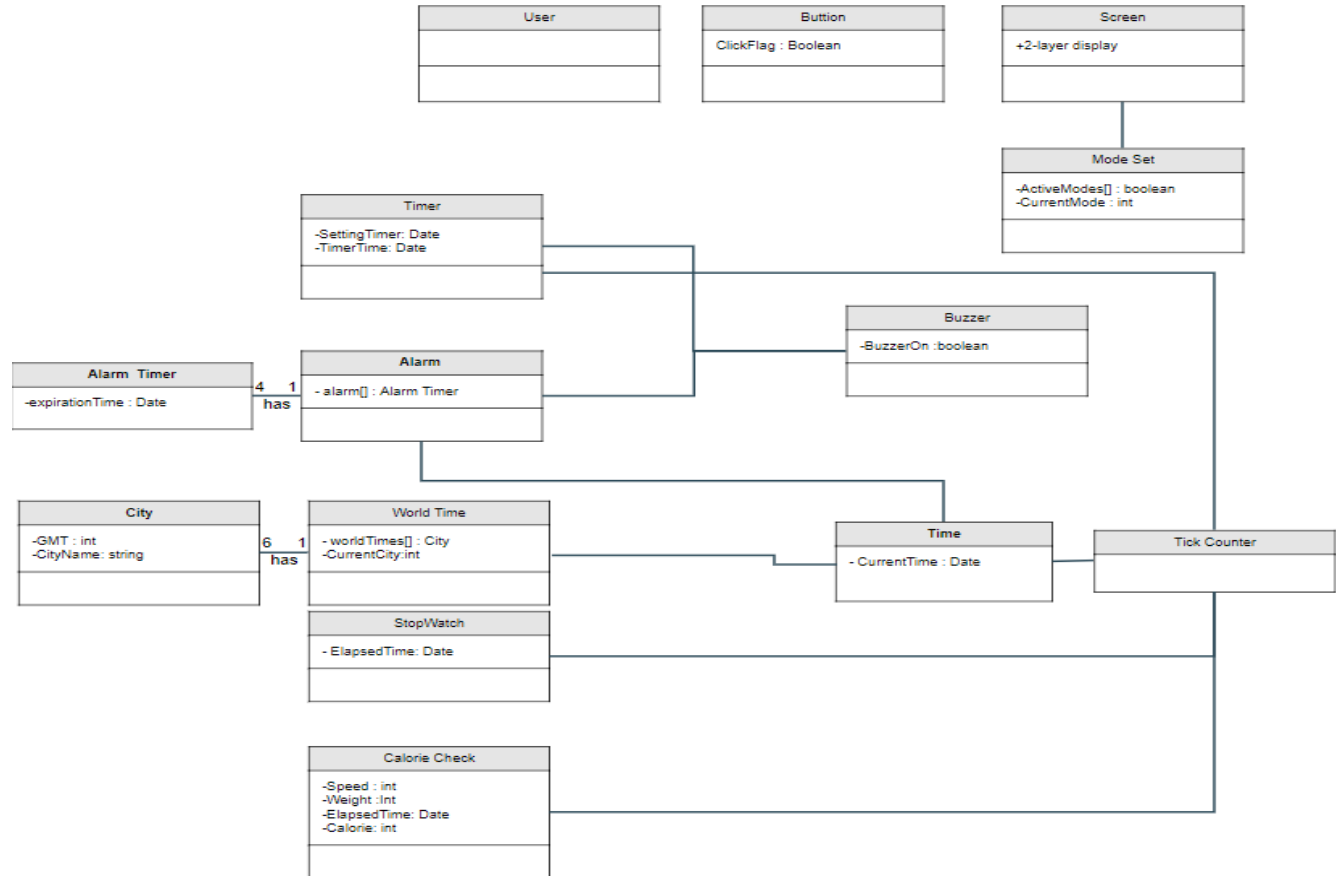 User
Buttion
ClickFlag : Boolean
Screen
+2-layer display
Mode Set
-ActiveModes[] : boolean
-CurrentMode : int
Timer
-SettingTimer: Date
-TimerTime: Date
Buzzer
-BuzzerOn :boolean
Alarm Timer
-expirationTime : Date
4 1
has
Alarm
- alarm[] : Alarm Timer
City
-GMT : int
-CityName: string
6 1
has
World Time
- worldTimes[] : City
-CurrentCity:int
Time
- CurrentTime : Date
Tick Counter
StopWatch
- ElapsedTime: Date
Calorie Check
-Speed : int
-Weight :Int
-ElapsedTime: Date
-Calorie: int